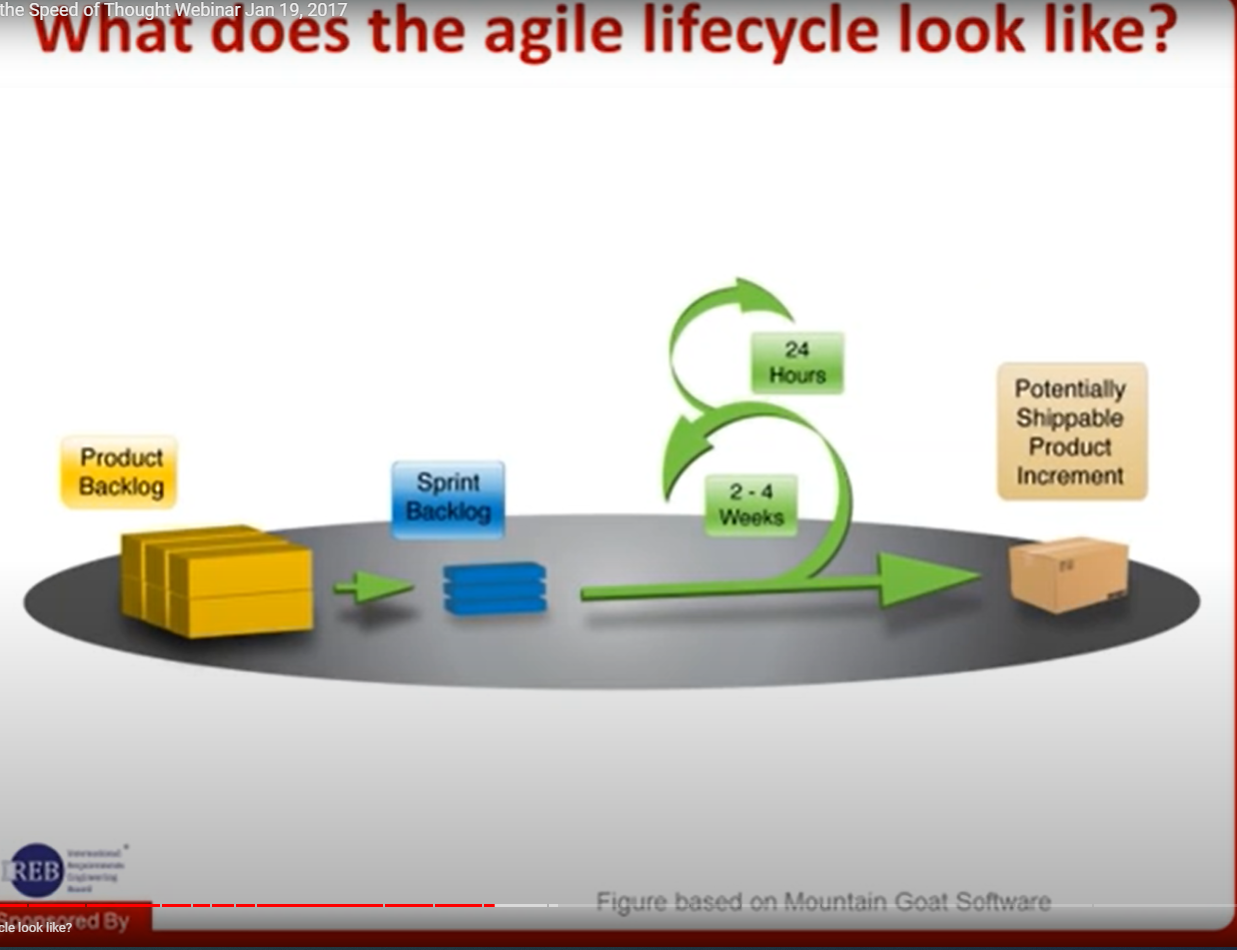 the Speed of Thought Webinar Jan 19, 2017
What does the agile lifecycle look like?
24
Hours
Potentially
Shippable
Product
Increment
Product
Backlog
Sprint
Backlog
2 - 4
Weeks
IREB
International
Requirements
Engineering
Board
Figure based on Mountain Goat Software
Sponsored By
cle look like?